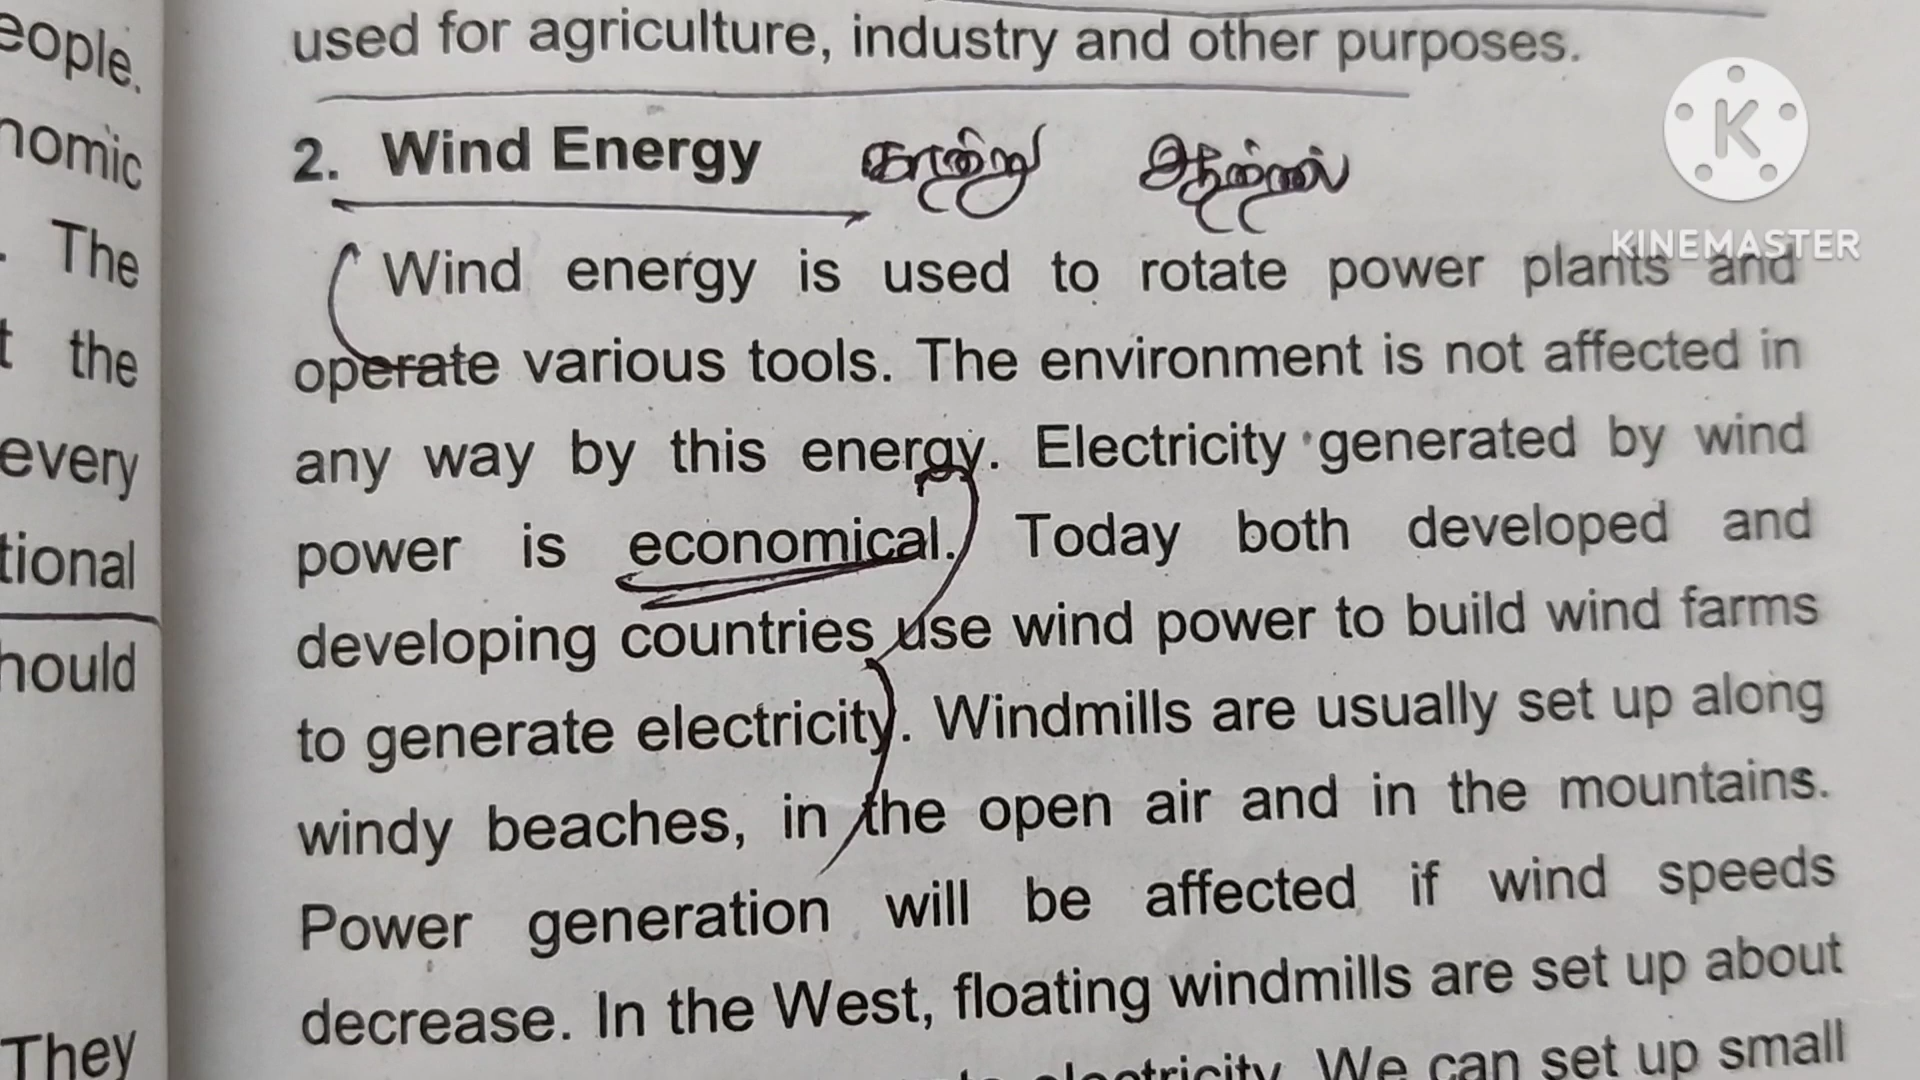 eople.
nomic
. The
t the
every
tional
hould
They
used for agriculture, industry and other purposes.
2. Wind Energy காற்று ஆற்றல்
Wind energy is used to rotate power plants and
operate various tools. The environment is not affected in
any way by this energy. Electricity generated by wind
power is economical. Today both developed and
developing countries use wind power to build wind farms
to generate electricity. Windmills are usually set up along
windy beaches, in the open air and in the mountains.
Power generation will be affected if wind speeds
decrease. In the West, floating windmills are set up about
electricity. We can set up small
K
KINEMASTER